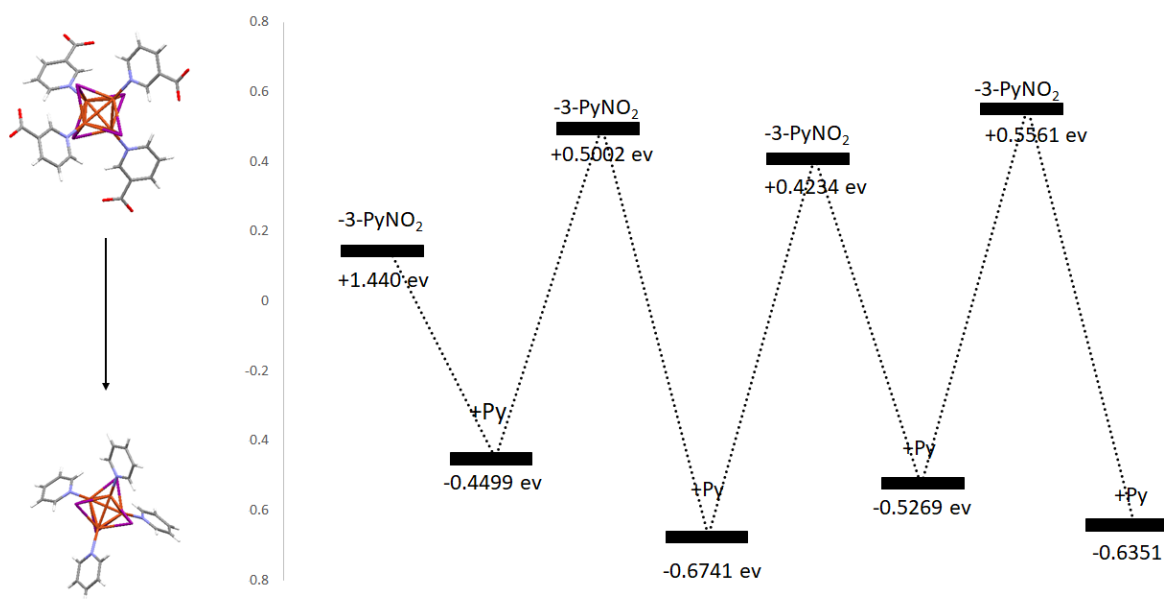 0.8
0.6
0.4
0.2
0
-0.2
0.4
0.6
0.8
-3-PyNO2
+1.440 ev
+Py
-0.4499 ev
-3-PyNO2
+0.5002 ev
+Py
-0.6741 ev
-3-PyNO2
+0.4234 ev
+Py
-0.5269 ev
-3-PyNO2
+0.5561 ev
+Py
-0.6351